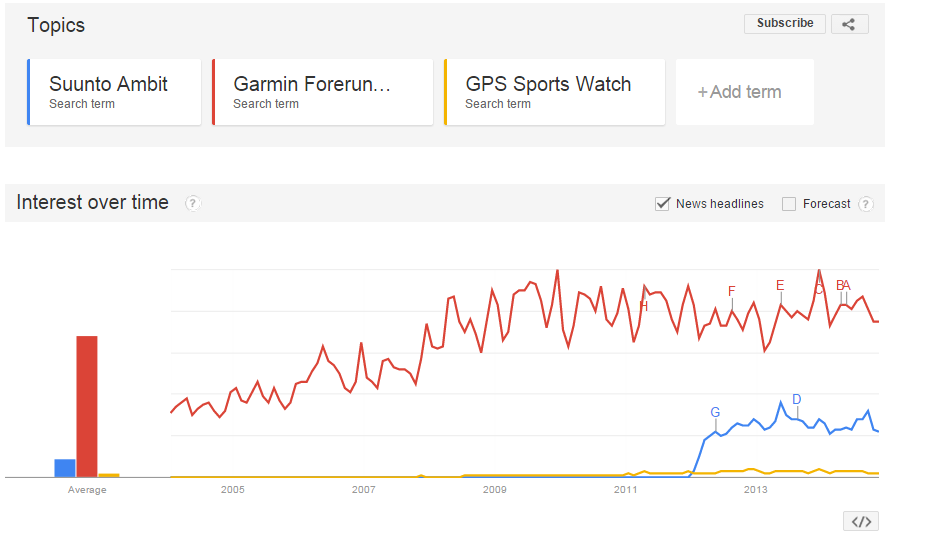 Topics
Subscribe
Suunto Ambit
Search term
Garmin Forerun...
Search term
GPS Sports Watch
Search term
+Add term
Interest over time
?
News headlines
Forecast
?
H
F
E
C
B
A
G
D
Average
2005
2007
2009
2011
2013
</>